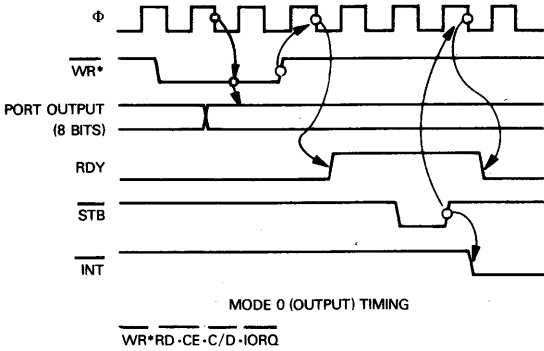 Φ
WR*
PORT OUTPUT
(8 BITS)
RDY
STB
INT
MODE 0 (OUTPUT) TIMING
WR*RD·CE·C/D·IORQ